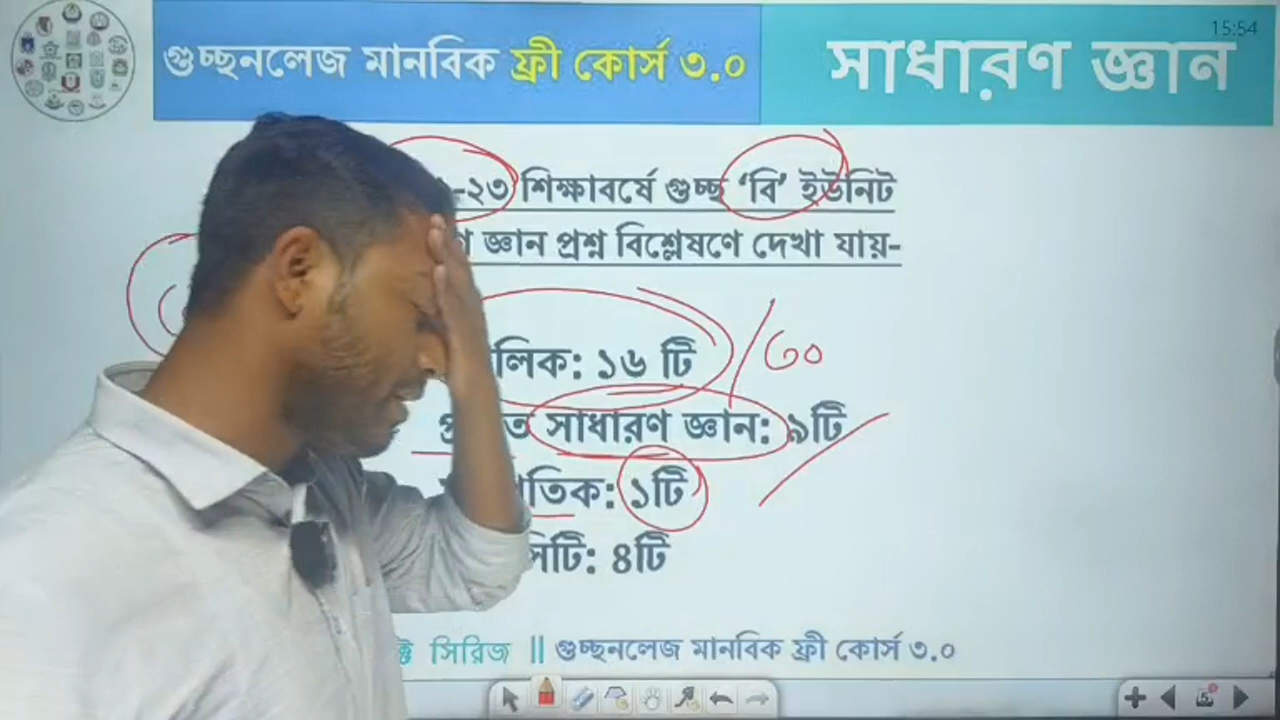 15:54
গুচ্ছনলেজ মানবিক ফ্রী কোর্স ৩.০
সাধারণ জ্ঞান
-২৩ শিক্ষাবর্ষে গুচ্ছ ‘বি’ ইউনিট
জ্ঞান প্রশ্ন বিশ্লেষণে দেখা যায়-
লিক: ১৬ টি
/৩০
সাধারণ জ্ঞান: ৯টি
তিক: ১টি
সিটি: ৪টি
সিরিজ || গুচ্ছনলেজ মানবিক ফ্রী কোর্স ৩.০